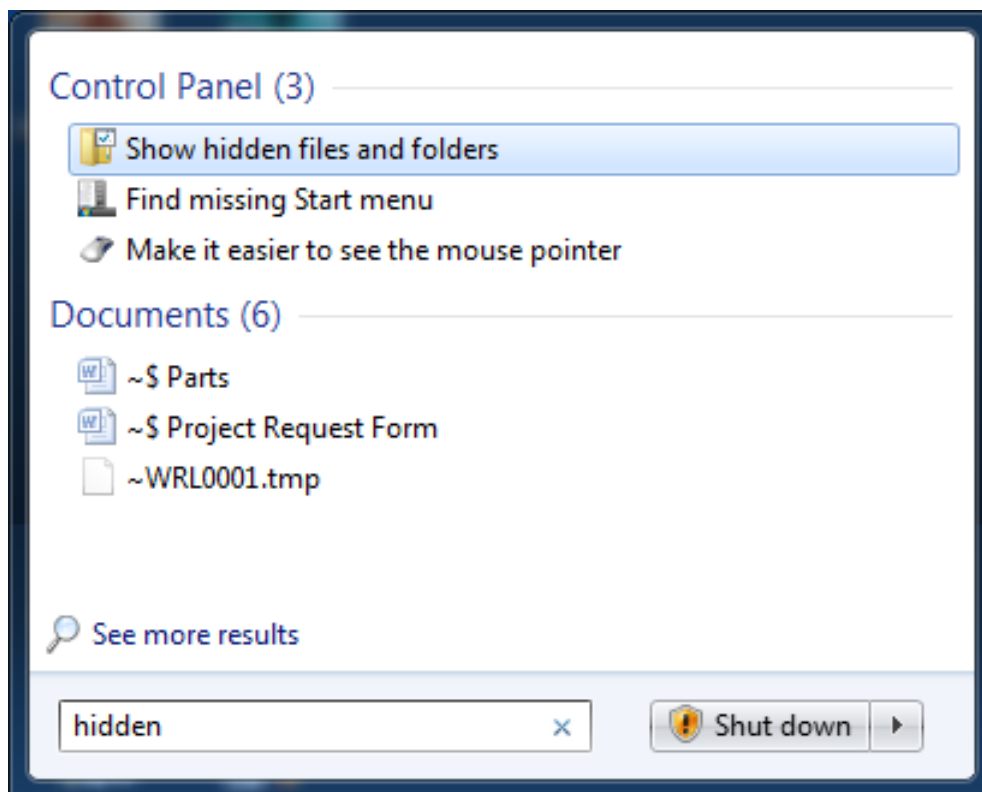 Control Panel (3)
Show hidden files and folders
Find missing Start menu
Make it easier to see the mouse pointer
Documents (6)
~$ Parts
~$ Project Request Form
~WRL0001.tmp
See more results
hidden
Shut down